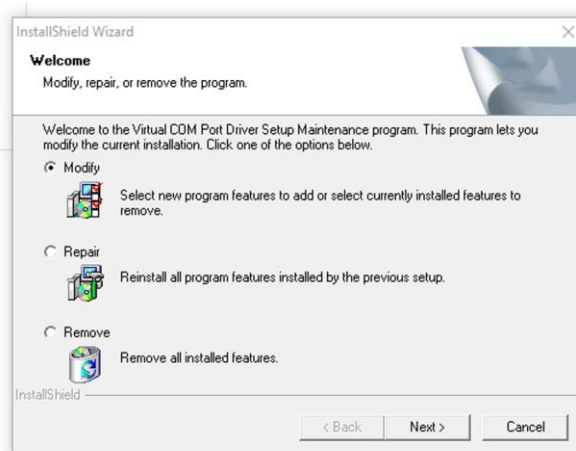 InstallShield Wizard
Welcome
Modify, repair, or remove the program.
Welcome to the Virtual COM Port Driver Setup Maintenance program. This program lets you
modify the current installation. Click one of the options below.
Modify
Select new program features to add or select currently installed features to
remove.
Repair
Reinstall all program features installed by the previous setup.
Remove
Remove all installed features.
InstallShield
< Back Next > Cancel